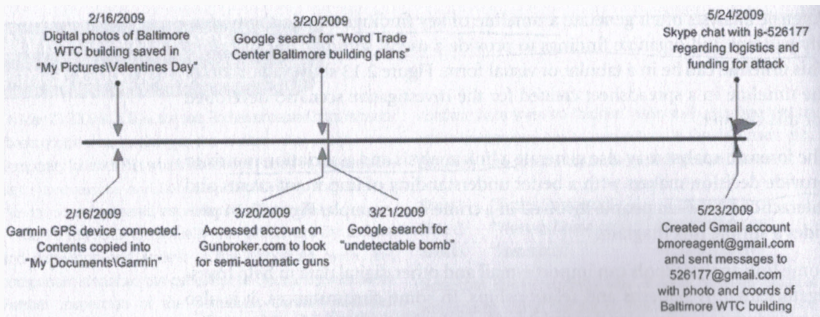 2/16/2009
Digital photos of Baltimore
WTC building saved in
"My Pictures\Valentines Day"
3/20/2009
Google search for "Word Trade
Center Baltimore building plans"
5/24/2009
Skype chat with js-526177
regarding logistics and
funding for attack
2/16/2009
Garmin GPS device connected.
Contents copied into
"My Documents\Garmin"
3/20/2009
Accessed account on
Gunbroker.com to look
for semi-automatic guns
3/21/2009
Google search for
"undetectable bomb"
5/23/2009
Created Gmail account
bmoreagent@gmail.com
and sent messages to
526177@gmail.com
with photo and coords of
Baltimore WTC building